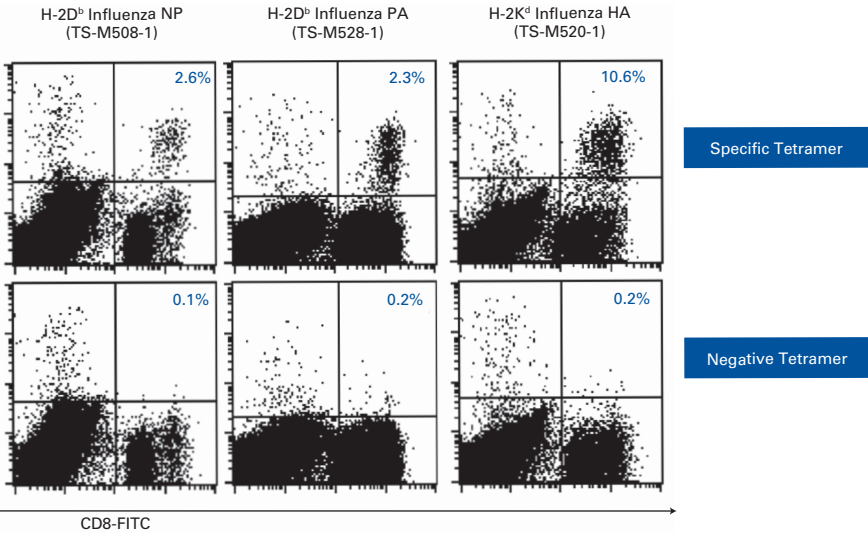 H-2Dᵇ Influenza NP
(TS-M508-1)
H-2Dᵇ Influenza PA
(TS-M528-1)
H-2Kᵈ Influenza HA
(TS-M520-1)
2.6%
2.3%
10.6%
Specific Tetramer
0.1%
0.2%
0.2%
Negative Tetramer
CD8-FITC